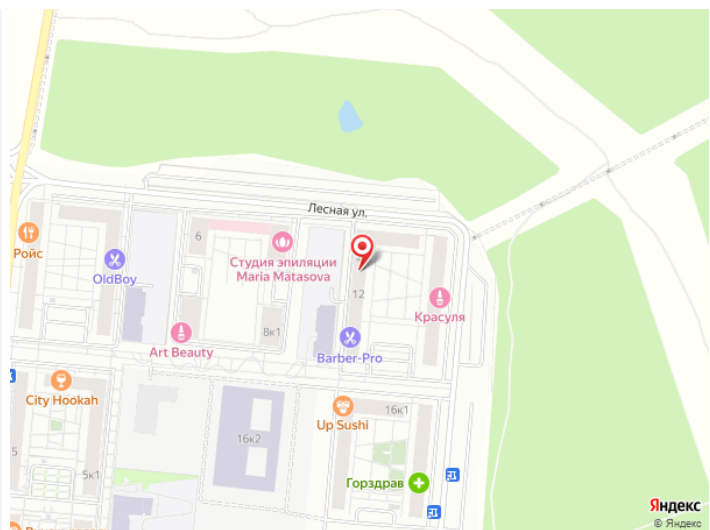 Лесная ул.
6
Ройс
Студия эпиляции
Maria Matasova
OldBoy
12
Красуля
8к1
Art Beauty
Barber-Pro
City Hookah
16к1
Up Sushi
16к2
5
5к1
Горздрав
Яндекс
© Яндекс